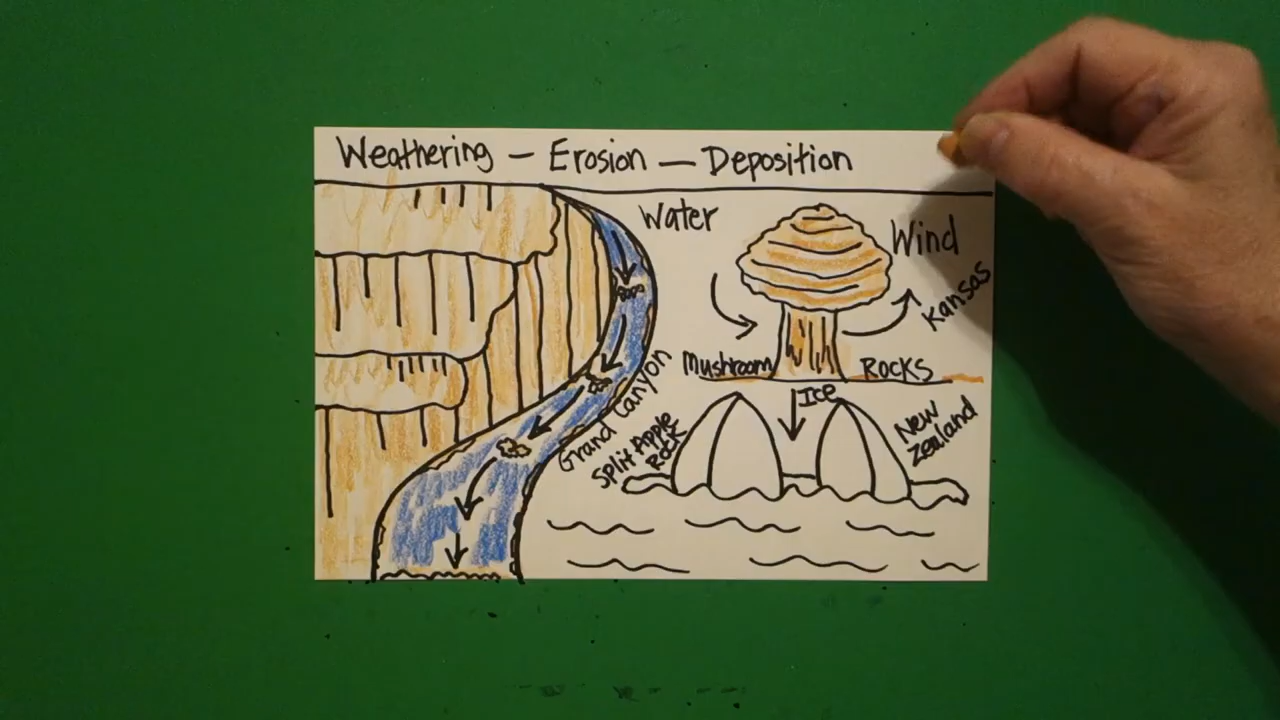 Weathering – Erosion — Deposition
Water
Wind
Kansas
Mushroom Rocks
Grand Canyon
Ice
Split Apple
Rock
New
Zealand